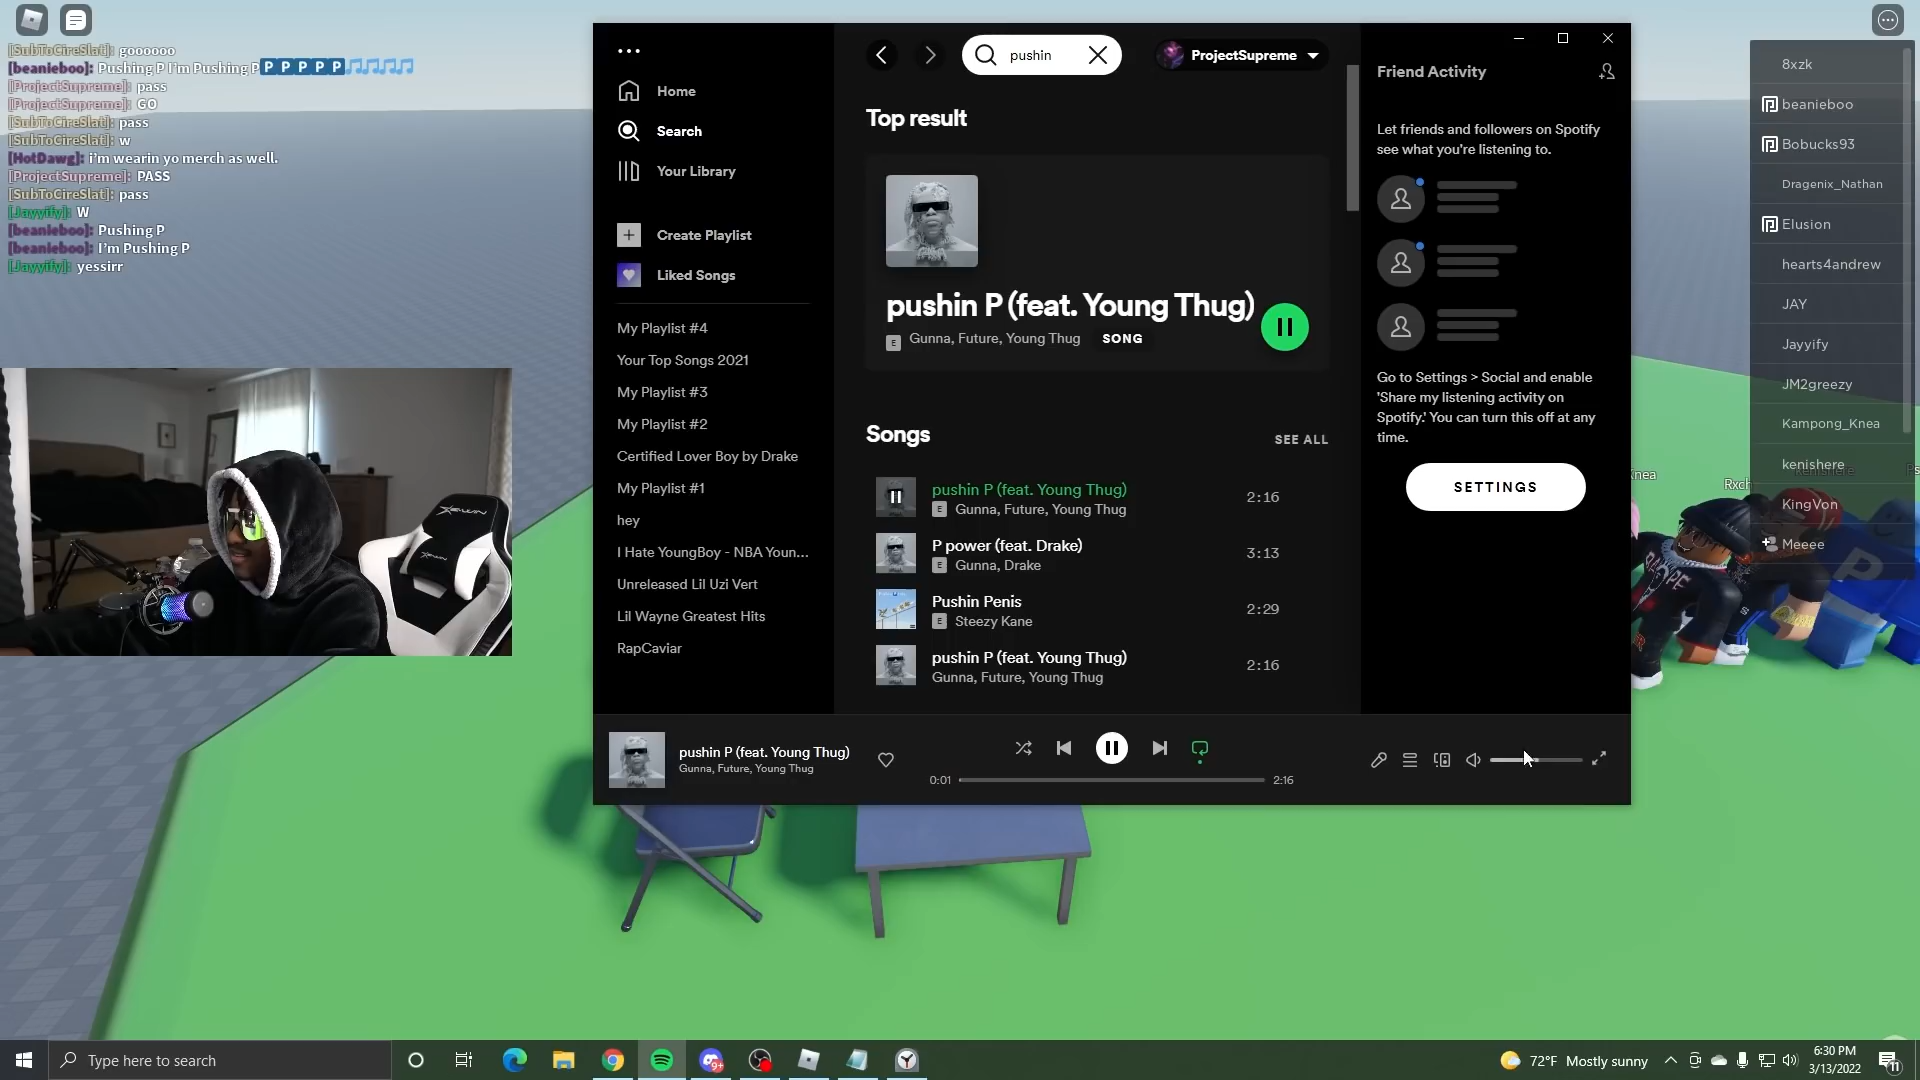 [SubToCireSlat]: goooooo
[beanieboo]: Pushing P I'm Pushing P🅿🅿🅿🅿🅿🎵🎵🎵🎵
[ProjectSupreme]: pass
[ProjectSupreme]: GO
[SubToCireSlat]: pass
[SubToCireSlat]: w
[HotDawg]: i'm wearin yo merch as well.
[ProjectSupreme]: PASS
[SubToCireSlat]: pass
[Jayyify]: W
[beanieboo]: Pushing P
[beanieboo]: I'm Pushing P
[Jayyify]: yessirr
Home
Search
Your Library
Create Playlist
Liked Songs
My Playlist #4
Your Top Songs 2021
My Playlist #3
My Playlist #2
Certified Lover Boy by Drake
My Playlist #1
hey
I Hate YoungBoy - NBA Youn...
Unreleased Lil Uzi Vert
Lil Wayne Greatest Hits
RapCaviar
pushin
ProjectSupreme
Top result
pushin P (feat. Young Thug)
E Gunna, Future, Young Thug SONG
Songs
SEE ALL
pushin P (feat. Young Thug)
E Gunna, Future, Young Thug
2:16
P power (feat. Drake)
E Gunna, Drake
3:13
Pushin Penis
E Steezy Kane
2:29
pushin P (feat. Young Thug)
Gunna, Future, Young Thug
2:16
Friend Activity
Let friends and followers on Spotify
see what you're listening to.
Go to Settings > Social and enable
'Share my listening activity on
Spotify.' You can turn this off at any
time.
SETTINGS
pushin P (feat. Young Thug)
Gunna, Future, Young Thug
0:01
2:16
8xzk
beanieboo
Bobucks93
Dragenix_Nathan
Elusion
hearts4andrew
JAY
Jayyify
JM2greezy
Kampong_Knea
kenishere
KingVon
Meeee
P
Type here to search
9+
72°F Mostly sunny
6:30 PM
3/13/2022
11